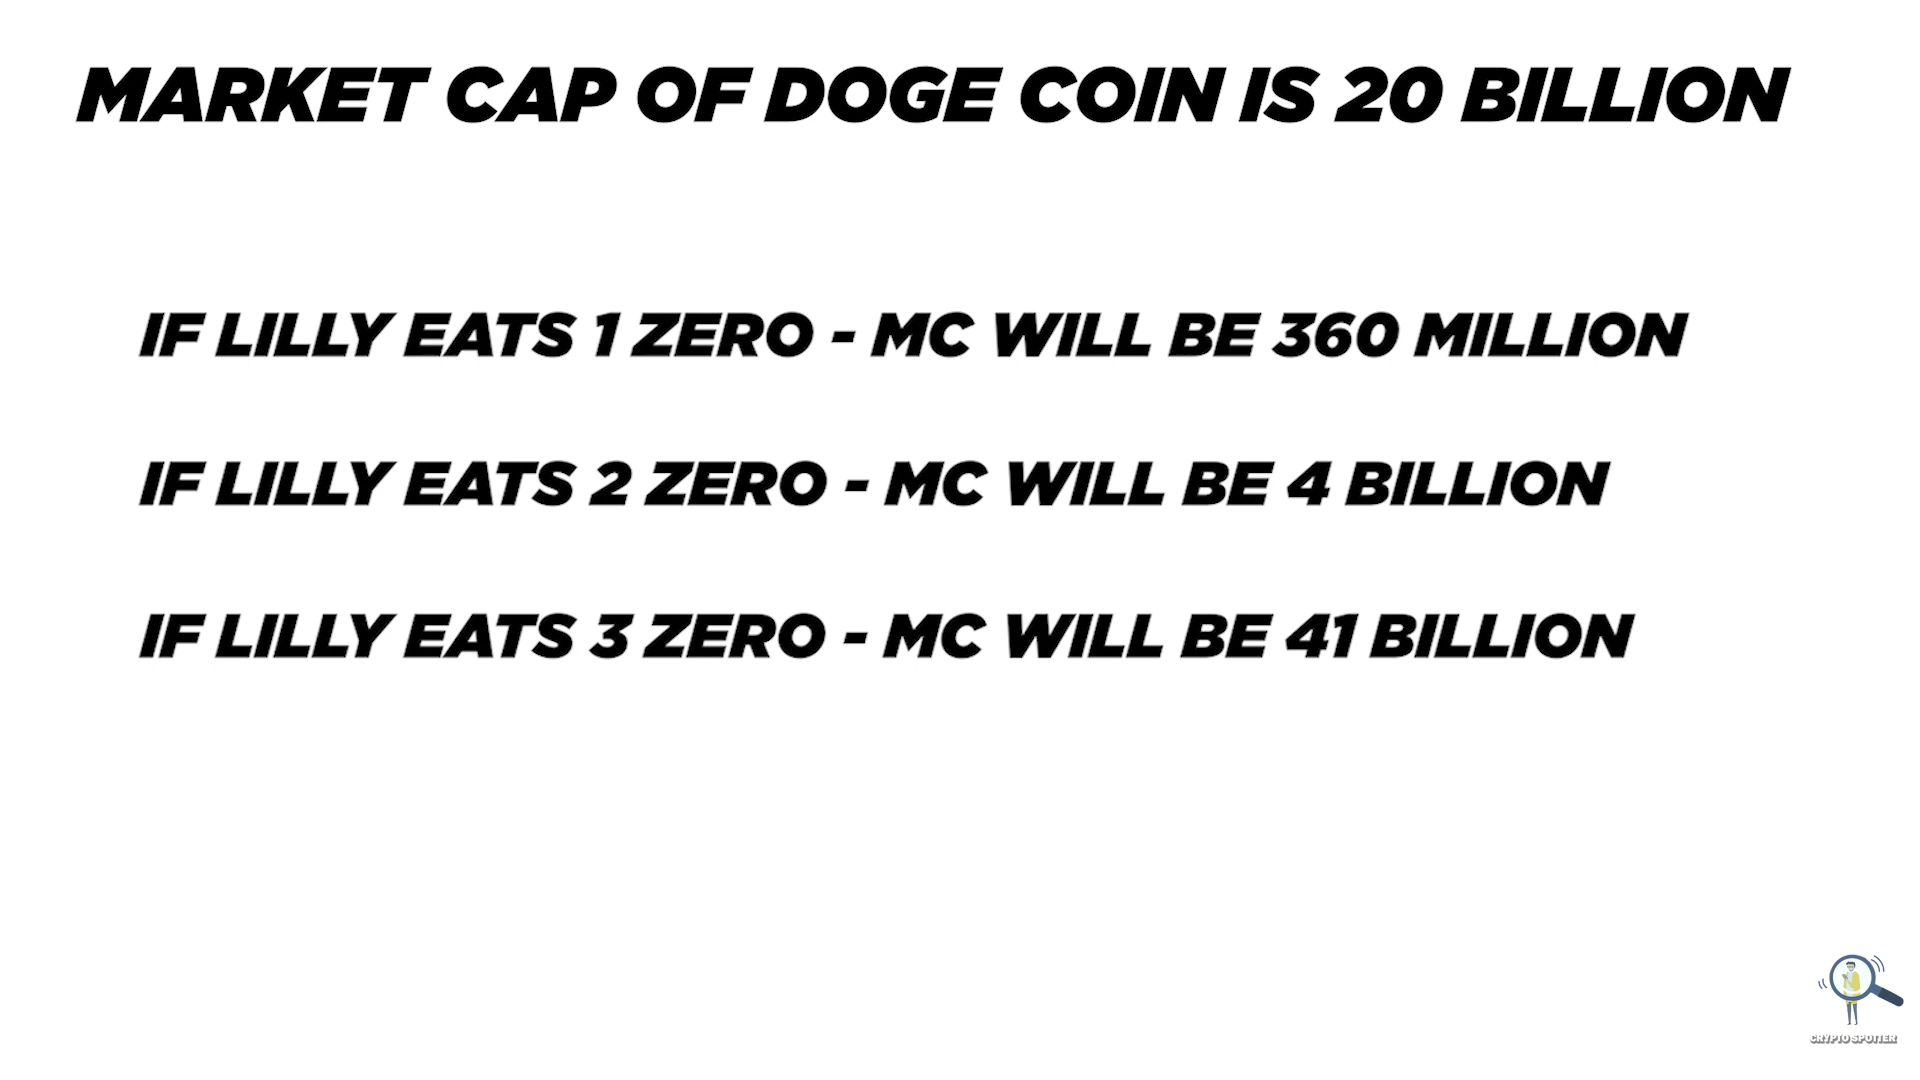 MARKET CAP OF DOGE COIN IS 20 BILLION
IF LILLY EATS 1 ZERO - MC WILL BE 360 MILLION
IF LILLY EATS 2 ZERO - MC WILL BE 4 BILLION
IF LILLY EATS 3 ZERO - MC WILL BE 41 BILLION
CRYPTO SPOTTER